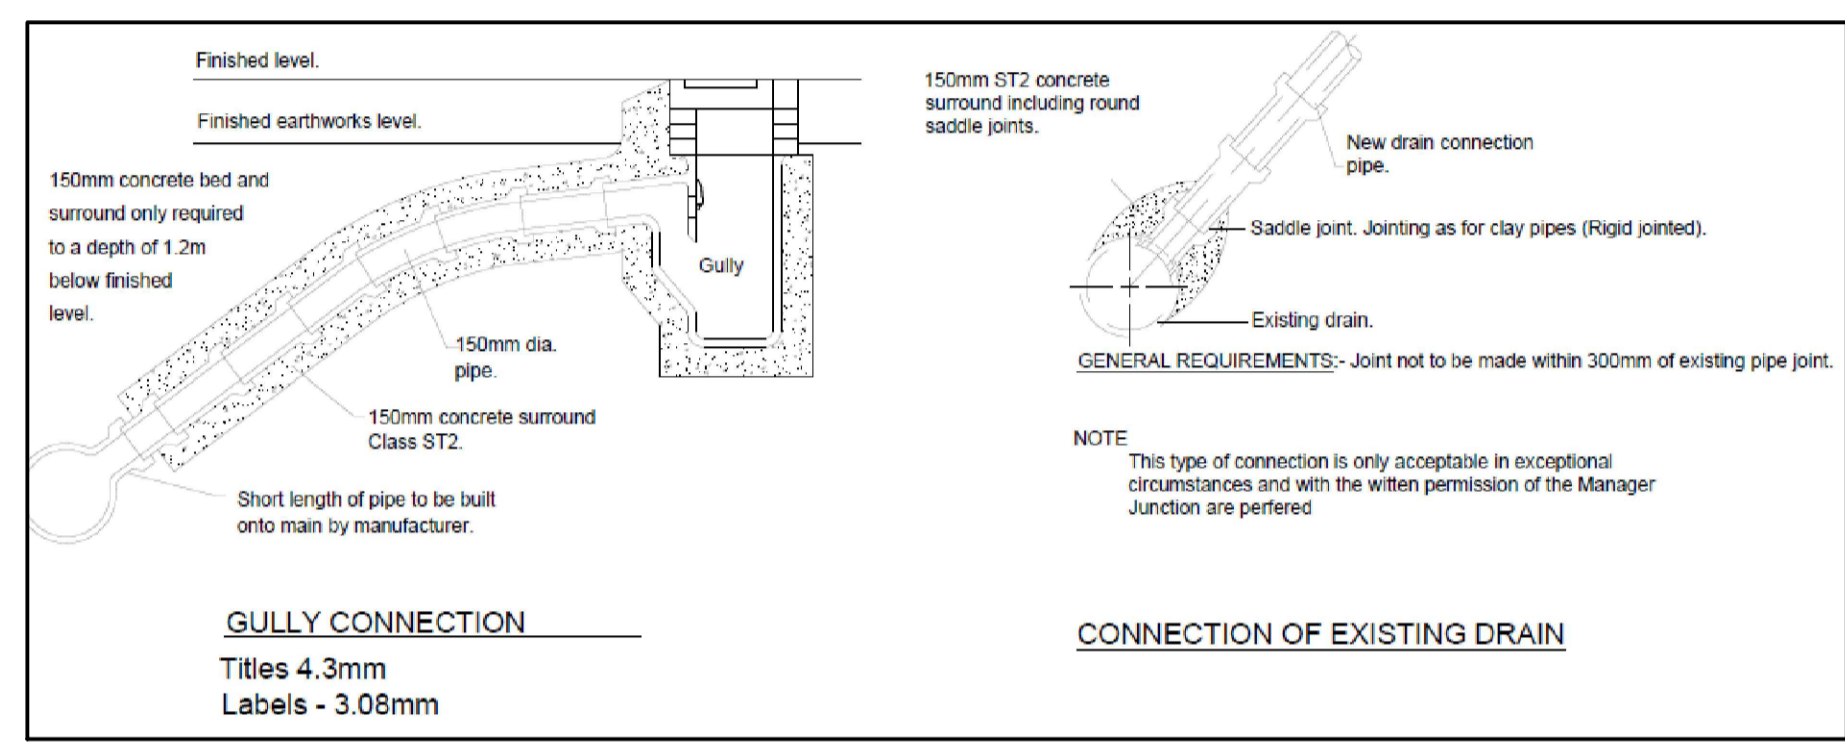 Finished level.
Finished earthworks level.
150mm concrete bed and
surround only required
to a depth of 1.2m
below finished
level.
Gully
150mm dia.
pipe.
150mm concrete surround
Class ST2.
Short length of pipe to be built
onto main by manufacturer.
GULLY CONNECTION
Titles 4.3mm
Labels - 3.08mm
150mm ST2 concrete
surround including round
saddle joints.
New drain connection
pipe.
Saddle joint. Jointing as for clay pipes (Rigid jointed).
Existing drain.
GENERAL REQUIREMENTS:- Joint not to be made within 300mm of existing pipe joint.
NOTE
This type of connection is only acceptable in exceptional
circumstances and with the witten permission of the Manager
Junction are perfered
CONNECTION OF EXISTING DRAIN